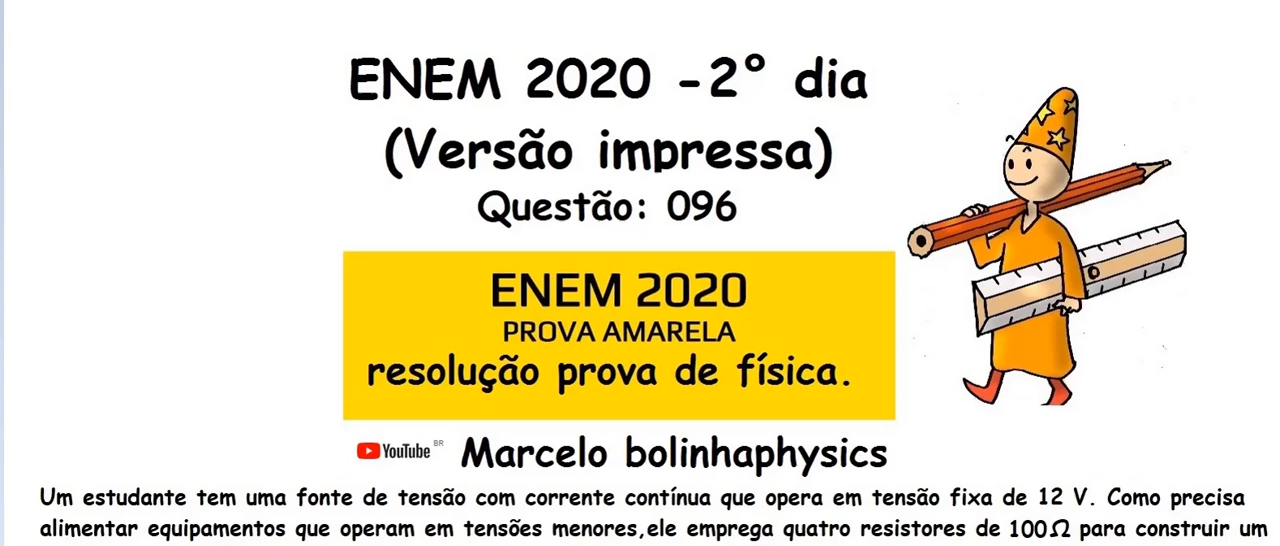 ENEM 2020 -2° dia
(Versão impressa)
Questão: 096
ENEM 2020
PROVA AMARELA
resolução prova de física.
YouTube BR Marcelo bolinhaphysics
Um estudante tem uma fonte de tensão com corrente contínua que opera em tensão fixa de 12 V. Como precisa
alimentar equipamentos que operam em tensões menores,ele emprega quatro resistores de 100Ω para construir um